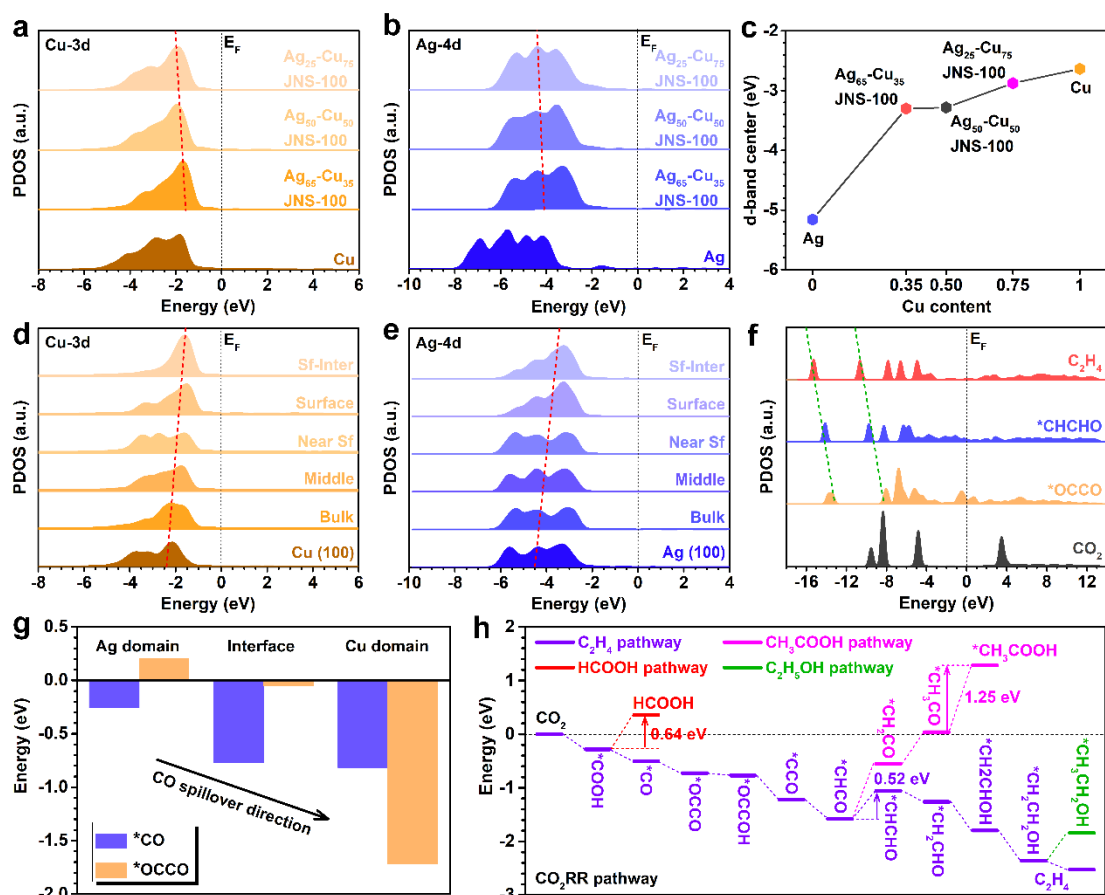 a
Cu-3d
E_F
Ag₂₅-Cu₇₅
JNS-100
Ag₅₀-Cu₅₀
JNS-100
Ag₆₅-Cu₃₅
JNS-100
Cu
PDOS (a.u.)
-8 -6 -4 -2 0 2 4 6
Energy (eV)
b
Ag-4d
E_F
Ag₂₅-Cu₇₅
JNS-100
Ag₅₀-Cu₅₀
JNS-100
Ag₆₅-Cu₃₅
JNS-100
Ag
PDOS (a.u.)
-10 -8 -6 -4 -2 0 2 4
Energy (eV)
c
-2
-3
-4
-5
-6
d-band center (eV)
Ag₂₅-Cu₇₅
JNS-100
Ag₆₅-Cu₃₅
JNS-100
Cu
Ag₅₀-Cu₅₀
JNS-100
Ag
0 0.35 0.50 0.75 1
Cu content
d
Cu-3d
E_F
Sf-Inter
Surface
Near Sf
Middle
Bulk
Cu (100)
PDOS (a.u.)
-8 -6 -4 -2 0 2 4 6
Energy (eV)
e
Ag-4d
E_F
Sf-Inter
Surface
Near Sf
Middle
Bulk
Ag (100)
PDOS (a.u.)
-10 -8 -6 -4 -2 0 2 4
Energy (eV)
f
E_F
C₂H₄
*CHCHO
*OCCO
CO₂
PDOS (a.u.)
-16 -12 -8 -4 0 4 8 12
Energy (eV)
g
0.5
0.0
-0.5
-1.0
-1.5
-2.0
Energy (eV)
Ag domain Interface Cu domain
CO spillover direction
*CO
*OCCO
h
2
1
0
-1
-2
-3
Energy (eV)
C₂H₄ pathway
CH₃COOH pathway
HCOOH pathway
C₂H₅OH pathway
CO₂
HCOOH
0.64 eV
*COOH
*CO
*OCCO
*OCCOH
*CCO
*CHCO
0.52 eV
*CH₂CO
*CHCHO
*CH₃CO
*CH₃COOH
1.25 eV
*CH₂CHO
*CH2CHOH
*CH₂CH₂OH
*CH₃CH₂OH
C₂H₄
CO₂RR pathway